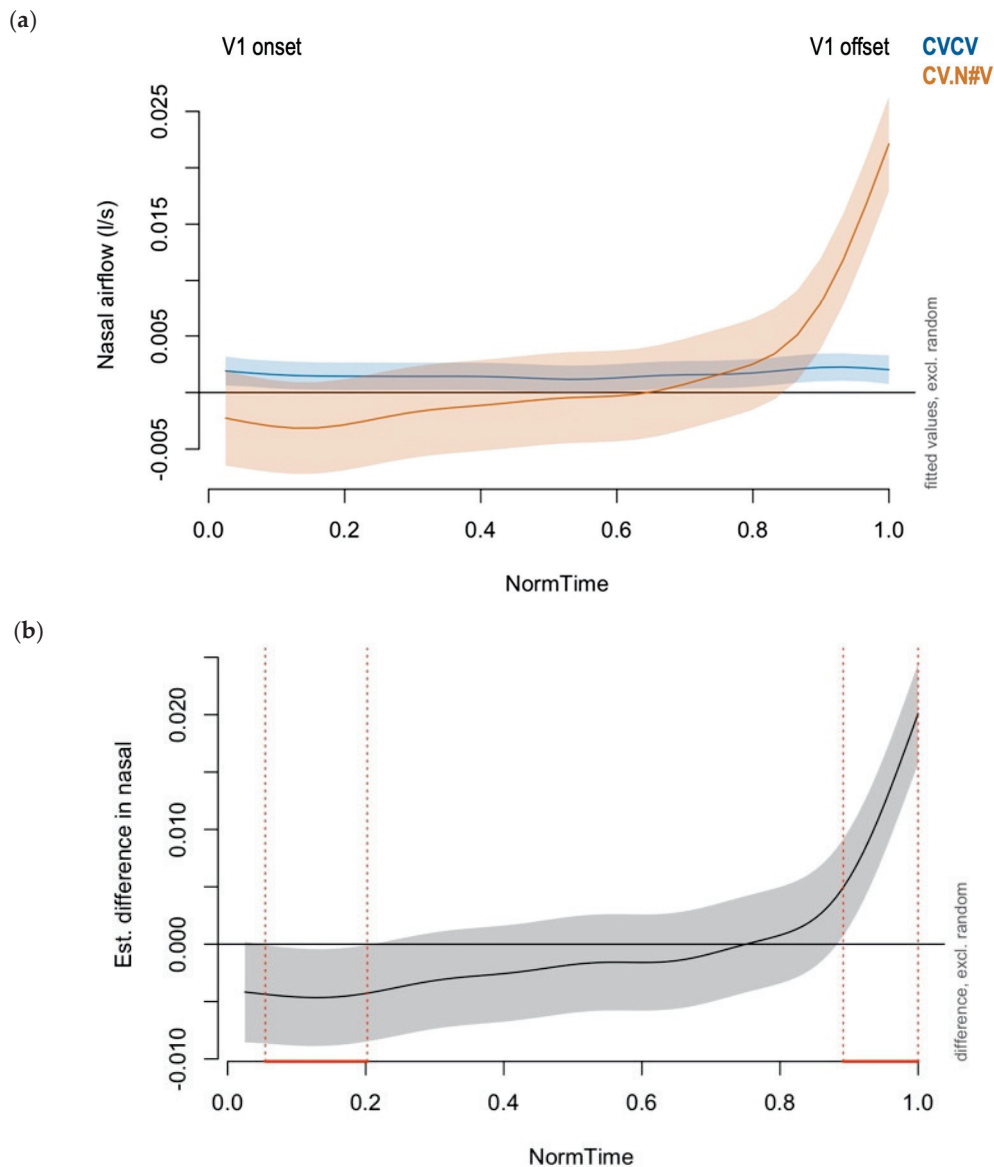 (a)
V1 onset V1 offset CVCV
CV.N#V
0.025
0.015
0.005
-0.005
Nasal airflow (l/s)
fitted values, excl. random
0.0 0.2 0.4 0.6 0.8 1.0
NormTime
(b)
0.020
0.010
0.000
-0.010
Est. difference in nasal
difference, excl. random
0.0 0.2 0.4 0.6 0.8 1.0
NormTime